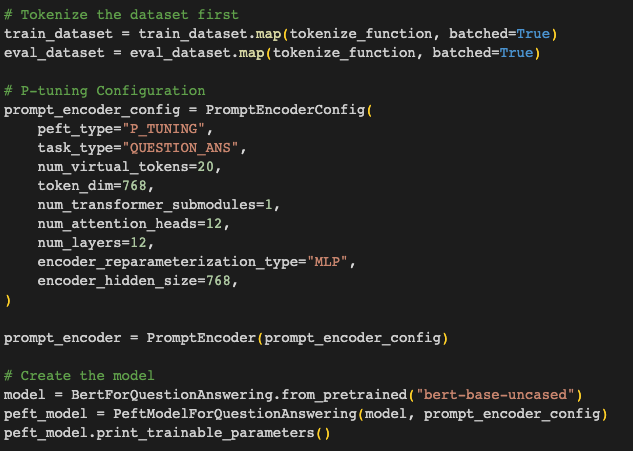 # Tokenize the dataset first
train_dataset = train_dataset.map(tokenize_function, batched=True)
eval_dataset = eval_dataset.map(tokenize_function, batched=True)

# P-tuning Configuration
prompt_encoder_config = PromptEncoderConfig(
    peft_type="P_TUNING",
    task_type="QUESTION_ANS",
    num_virtual_tokens=20,
    token_dim=768,
    num_transformer_submodules=1,
    num_attention_heads=12,
    num_layers=12,
    encoder_reparameterization_type="MLP",
    encoder_hidden_size=768,
)

prompt_encoder = PromptEncoder(prompt_encoder_config)

# Create the model
model = BertForQuestionAnswering.from_pretrained("bert-base-uncased")
peft_model = PeftModelForQuestionAnswering(model, prompt_encoder_config)
peft_model.print_trainable_parameters()